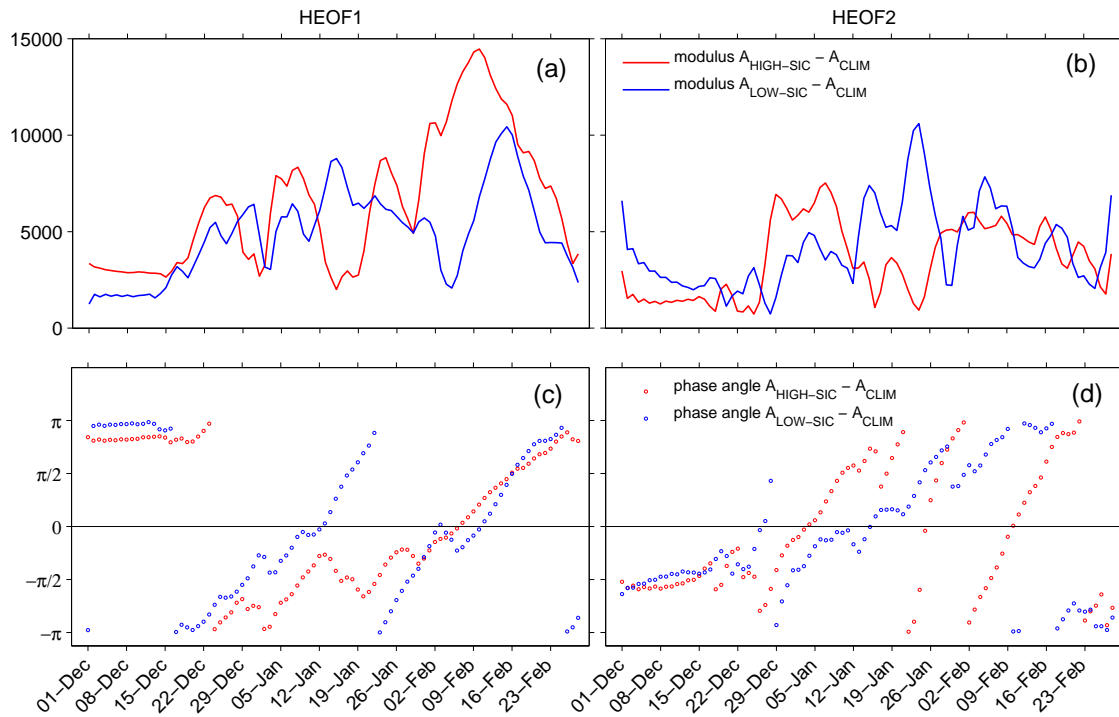 HEOF1
HEOF2
15000
10000
5000
0
(a)
(b)
modulus A_HIGH−SIC − A_CLIM
modulus A_LOW−SIC − A_CLIM
π
π/2
0
−π/2
−π
(c)
(d)
phase angle A_HIGH−SIC − A_CLIM
phase angle A_LOW−SIC − A_CLIM
01−Dec
08−Dec
15−Dec
22−Dec
29−Dec
05−Jan
12−Jan
19−Jan
26−Jan
02−Feb
09−Feb
16−Feb
23−Feb
01−Dec
08−Dec
15−Dec
22−Dec
29−Dec
05−Jan
12−Jan
19−Jan
26−Jan
02−Feb
09−Feb
16−Feb
23−Feb